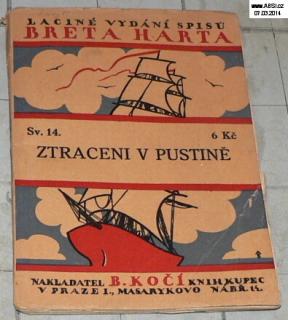 www.ABSI.cz
07.03.2014
LACINÉ VYDÁNÍ SPISŮ
BRETA HARTA
Sv. 14.
6 Kč
ZTRACENI V PUSTINĚ
NAKLADATEL B. KOČÍ KNIHKUPEC
V PRAZE I., MASARYKOVO NÁBŘ. 14.